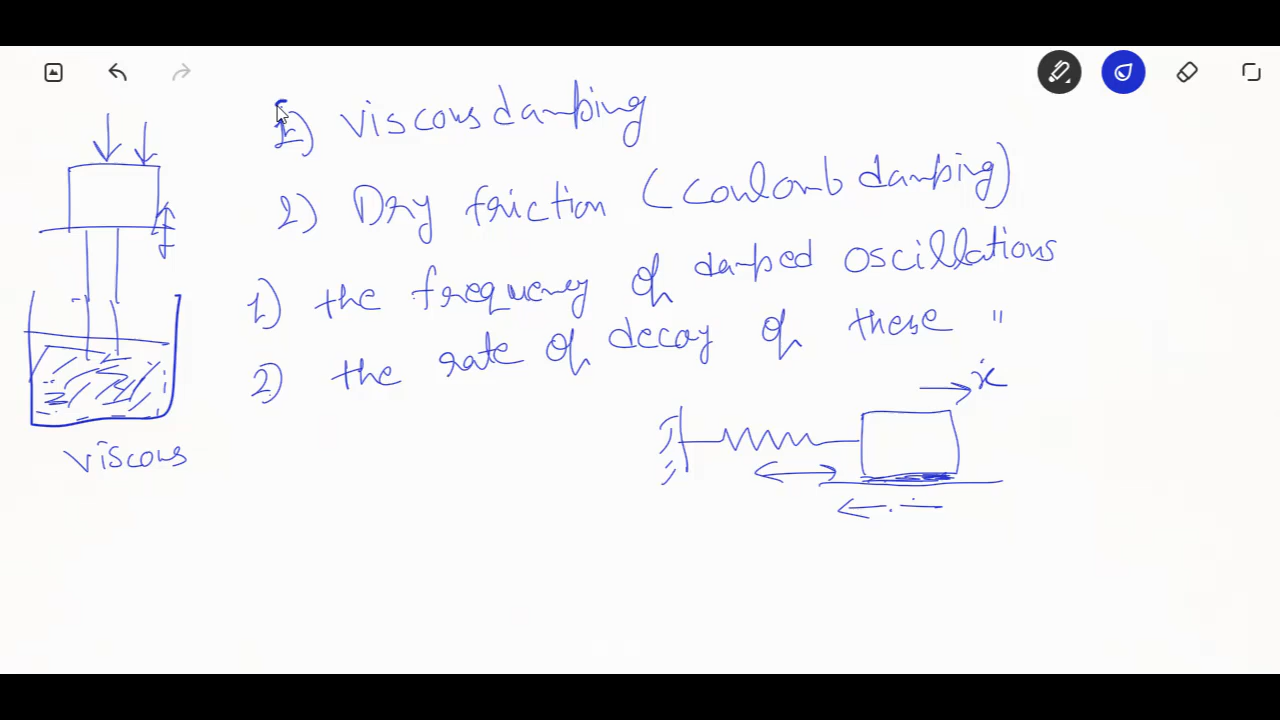 1) viscous damping
2) Dry friction (coulomb damping)
1) the frequency of damped oscillations
2) the rate of decay of these "
ẋ
viscous